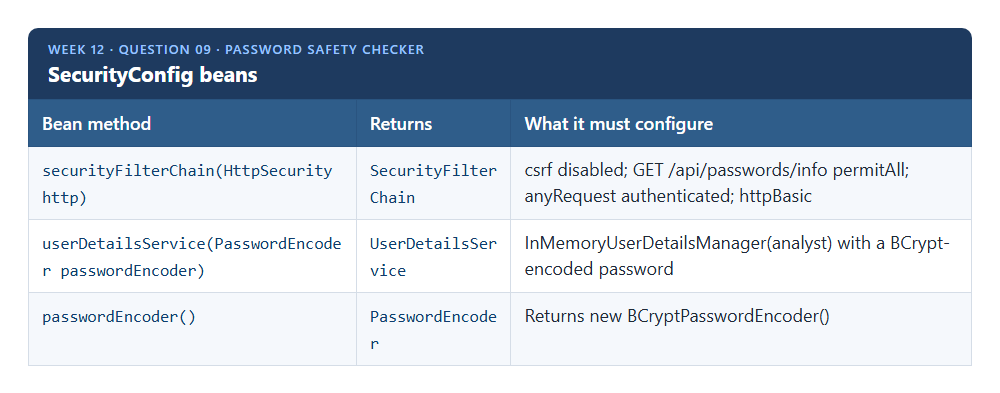 WEEK 12 · QUESTION 09 · PASSWORD SAFETY CHECKER
SecurityConfig beans
Bean method
Returns
What it must configure
securityFilterChain(HttpSecurity
http)
SecurityFilter
Chain
csrf disabled; GET /api/passwords/info permitAll;
anyRequest authenticated; httpBasic
userDetailsService(PasswordEncode
r passwordEncoder)
UserDetailsSer
vice
InMemoryUserDetailsManager(analyst) with a BCrypt-
encoded password
passwordEncoder()
PasswordEncode
r
Returns new BCryptPasswordEncoder()